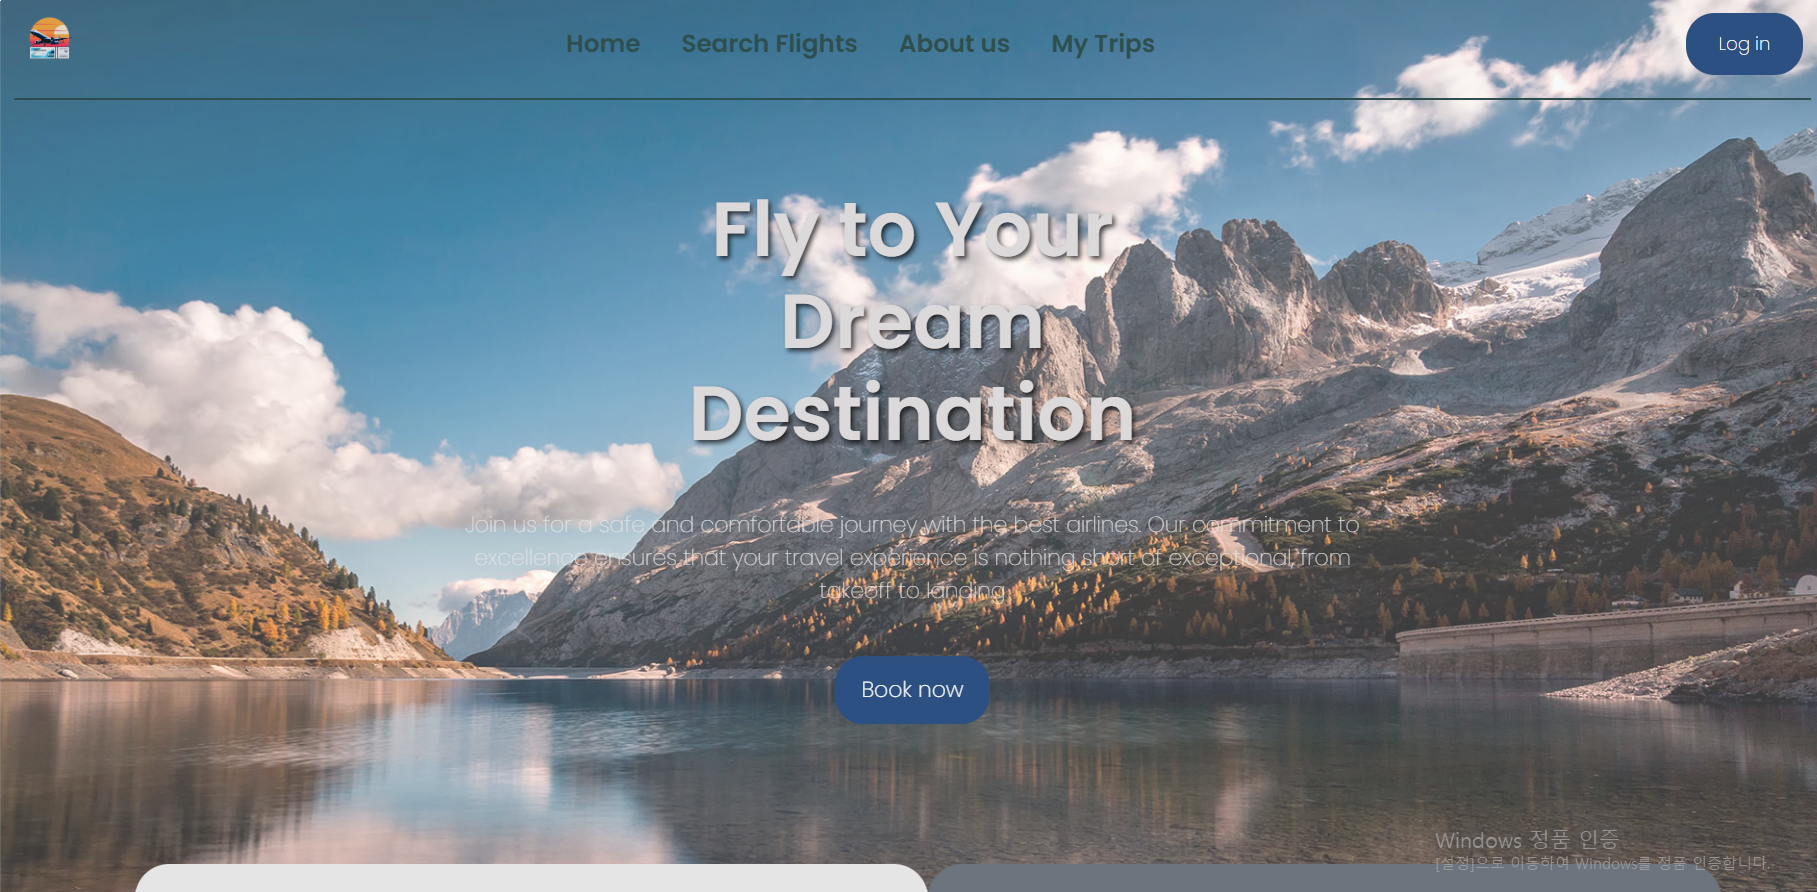 Home
Search Flights
About us
My Trips
Log in
Fly to Your
Dream
Destination
Join us for a safe and comfortable journey with the best airlines. Our commitment to
excellence ensures that your travel experience is nothing short of exceptional, from
takeoff to landing.
Book now
Windows 정품 인증
[설정]으로 이동하여 Windows를 정품 인증합니다.